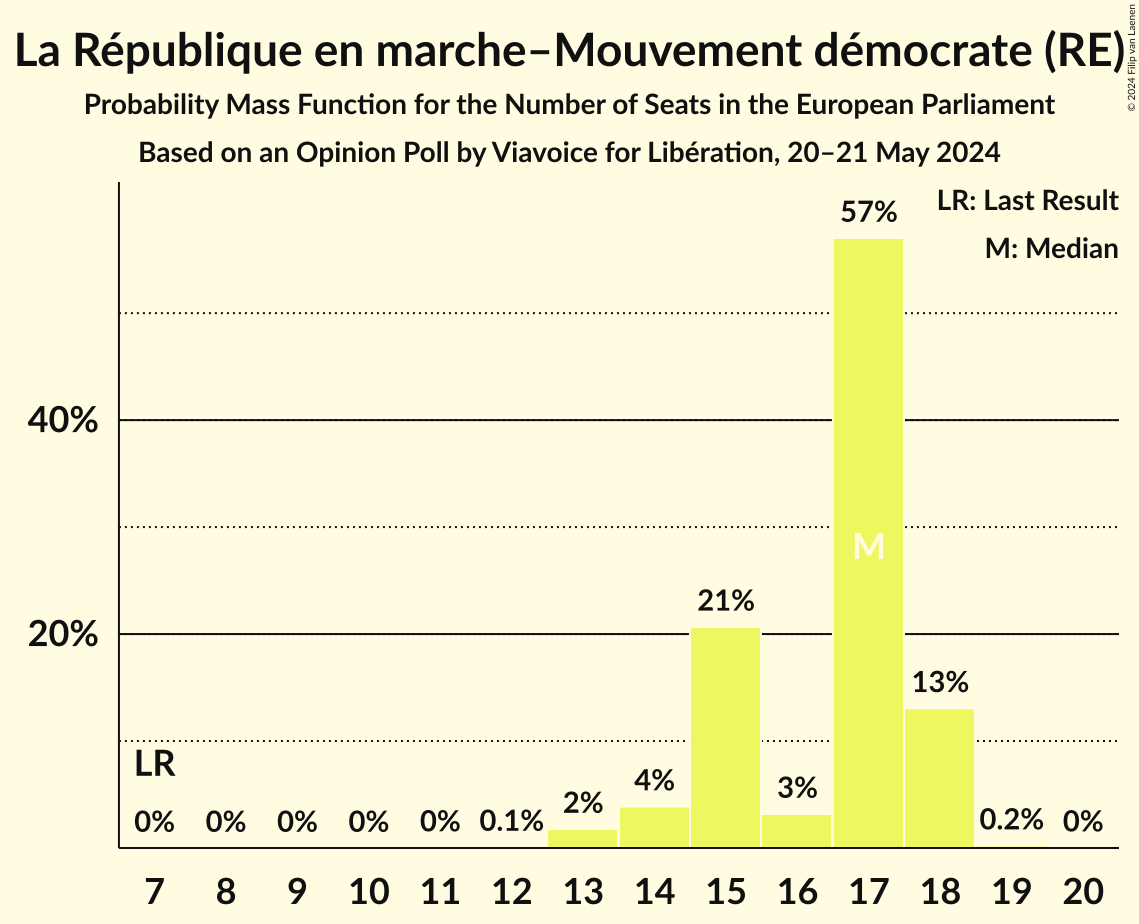 La République en marche–Mouvement démocrate (RE)
© 2024 Filip van Laenen
Probability Mass Function for the Number of Seats in the European Parliament
Based on an Opinion Poll by Viavoice for Libération, 20–21 May 2024
LR: Last Result
M: Median
57%
40%
M
21%
20%
13%
LR
4%
3%
2%
0% 0% 0% 0% 0% 0.1% 0.2% 0%
7 8 9 10 11 12 13 14 15 16 17 18 19 20